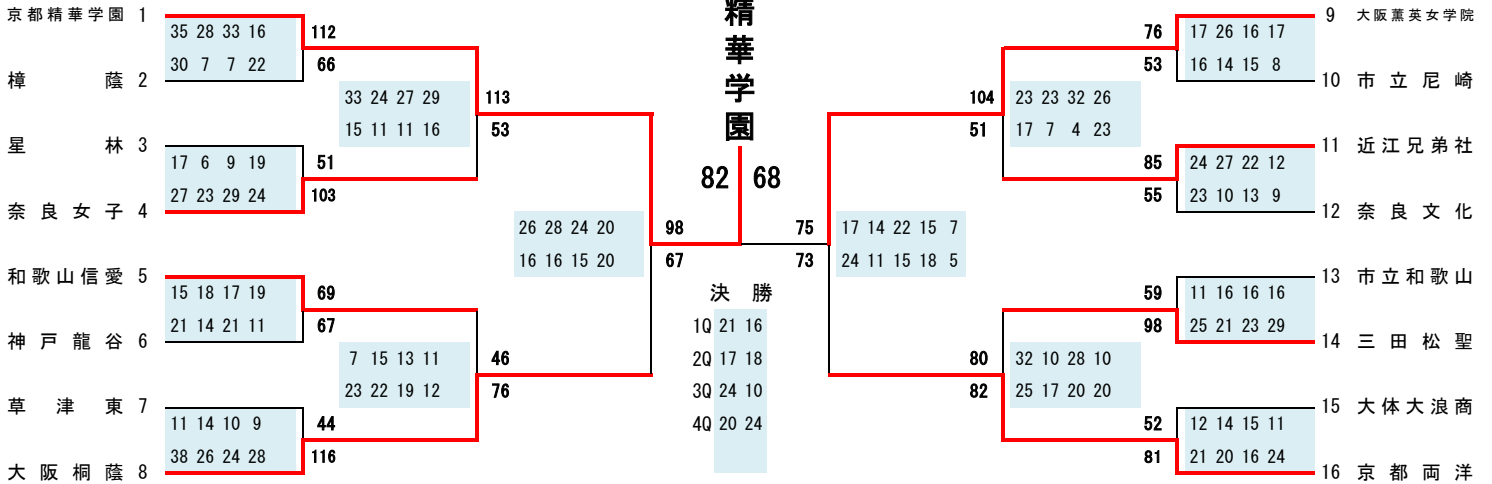 精華学園
京都精華学園 1
35 28 33 16
30 7 7 22
112
66
樟蔭 2
33 24 27 29
15 11 11 16
113
53
星林 3
17 6 9 19
27 23 29 24
51
103
奈良女子 4
26 28 24 20
16 16 15 20
98
67
和歌山信愛 5
15 18 17 19
21 14 21 11
69
67
神戸龍谷 6
7 15 13 11
23 22 19 12
46
76
草津東 7
11 14 10 9
38 26 24 28
44
116
大阪桐蔭 8
82 68
決勝
1Q 21 16
2Q 17 18
3Q 24 10
4Q 20 24
9 大阪薫英女学院
76
53
17 26 16 17
16 14 15 8
10 市立尼崎
104
51
23 23 32 26
17 7 4 23
11 近江兄弟社
85
55
24 27 22 12
23 10 13 9
12 奈良文化
75
73
17 14 22 15 7
24 11 15 18 5
13 市立和歌山
59
98
11 16 16 16
25 21 23 29
14 三田松聖
80
82
32 10 28 10
25 17 20 20
15 大体大浪商
52
81
12 14 15 11
21 20 16 24
16 京都両洋